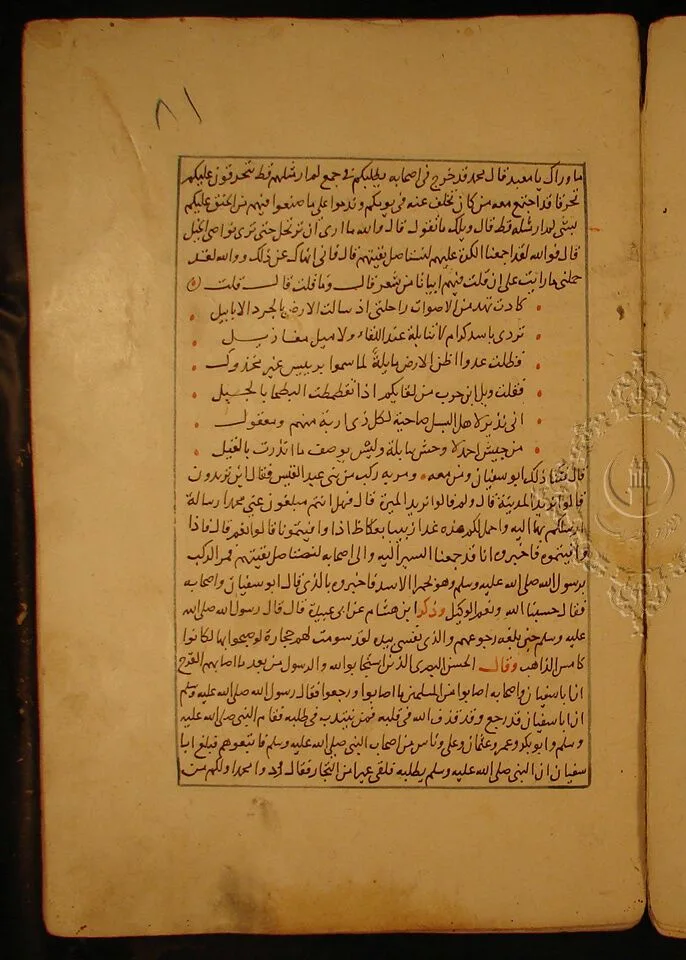 ٨١
ما وراك يا معبد قال محمد قد خرج في اصحابه يطلبكم في جمع لم ار مثلهم قط يتحرقون عليكم
تحرقا قد اجتمع معه من كان تخلف عنه في يومكم وندموا على ما صنعوا فيهم من الحنق عليكم
بشي لم ار مثله قط قال ويلك ما تقول قال والله ما ارى ان ترتحل حتى ترى نواصي الخيل
قال فوالله لقد اجمعنا الكرة عليهم لنستاصل بقيتهم قال فاني انهاك عن ذلك ووالله لقد
حملني ما رايت على ان قلت فيهم ابياتا من شعر قال وما قلت قال قلت
كادت تهد من الاصوات راحلتي اذ سالت الارض بالجرد الابابيل
تردي باسد كرام لا تنابلة عند اللقاء ولا ميل معازيل
فظلت عدوا اظن الارض مايلة لما سموا برييس غير مخذول
فقلت ويل ابن حرب من لقايكم اذا تغطمطت البطحا بالجيل
اني نذير لاهل البسل ضاحية لكل ذي اربة منهم ومعقول
من جيش احمد لا وحش تنابلة وليس يوصف ما انذرت بالقيل
قال فثنا ذلك ابو سفيان ومن معه ومر به ركب من بني عبد القيس فقال اين تريدون
قالوا نريد المدينة قال ولم قالوا نريد الميرة قال فهل انتم مبلغون عني محمدا رسالة
ارسلكم بها اليه واحمل لكم هذه غدا زبيبا بعكاظ اذا وافيتمونا قالوا نعم قال فاذا
وافيتموه فاخبروه انا قد جمعنا السير اليه والى اصحابه لنستاصل بقيتهم فمر الركب
برسول الله صلى الله عليه وسلم وهو بحمرا الاسد فاخبروه بالذي قال ابو سفيان واصحابه
فقال حسبنا الله ونعم الوكيل وذكر ابن هشام عن ابي عبيدة قال قال رسول الله صلى الله
عليه وسلم حين بلغه رجوعهم والذي نفسي بيده لقد سومت لهم حجارة لو صبحوا بها لكانوا
كامس الذاهب وقال الحسن البصري الذين استجابوا لله والرسول من بعد ما اصابهم القرح
ان ابا سفيان واصحابه اصابوا من المسلمين ما اصابوا ورجعوا فقال رسول الله صلى الله عليه وسلم
ان ابا سفيان قد رجع وقد قذف الله في قلبه فمن ينتدب في طلبه فقام النبي صلى الله عليه
وسلم وابو بكر وعمر وعثمان وعلي وناس من اصحاب النبي صلى الله عليه وسلم فاتبعوهم فبلغ ابا
سفيان ان النبي صلى الله عليه وسلم يطلبه فلقى عيرا من التجار فقال ردوا محمدا ولكم من